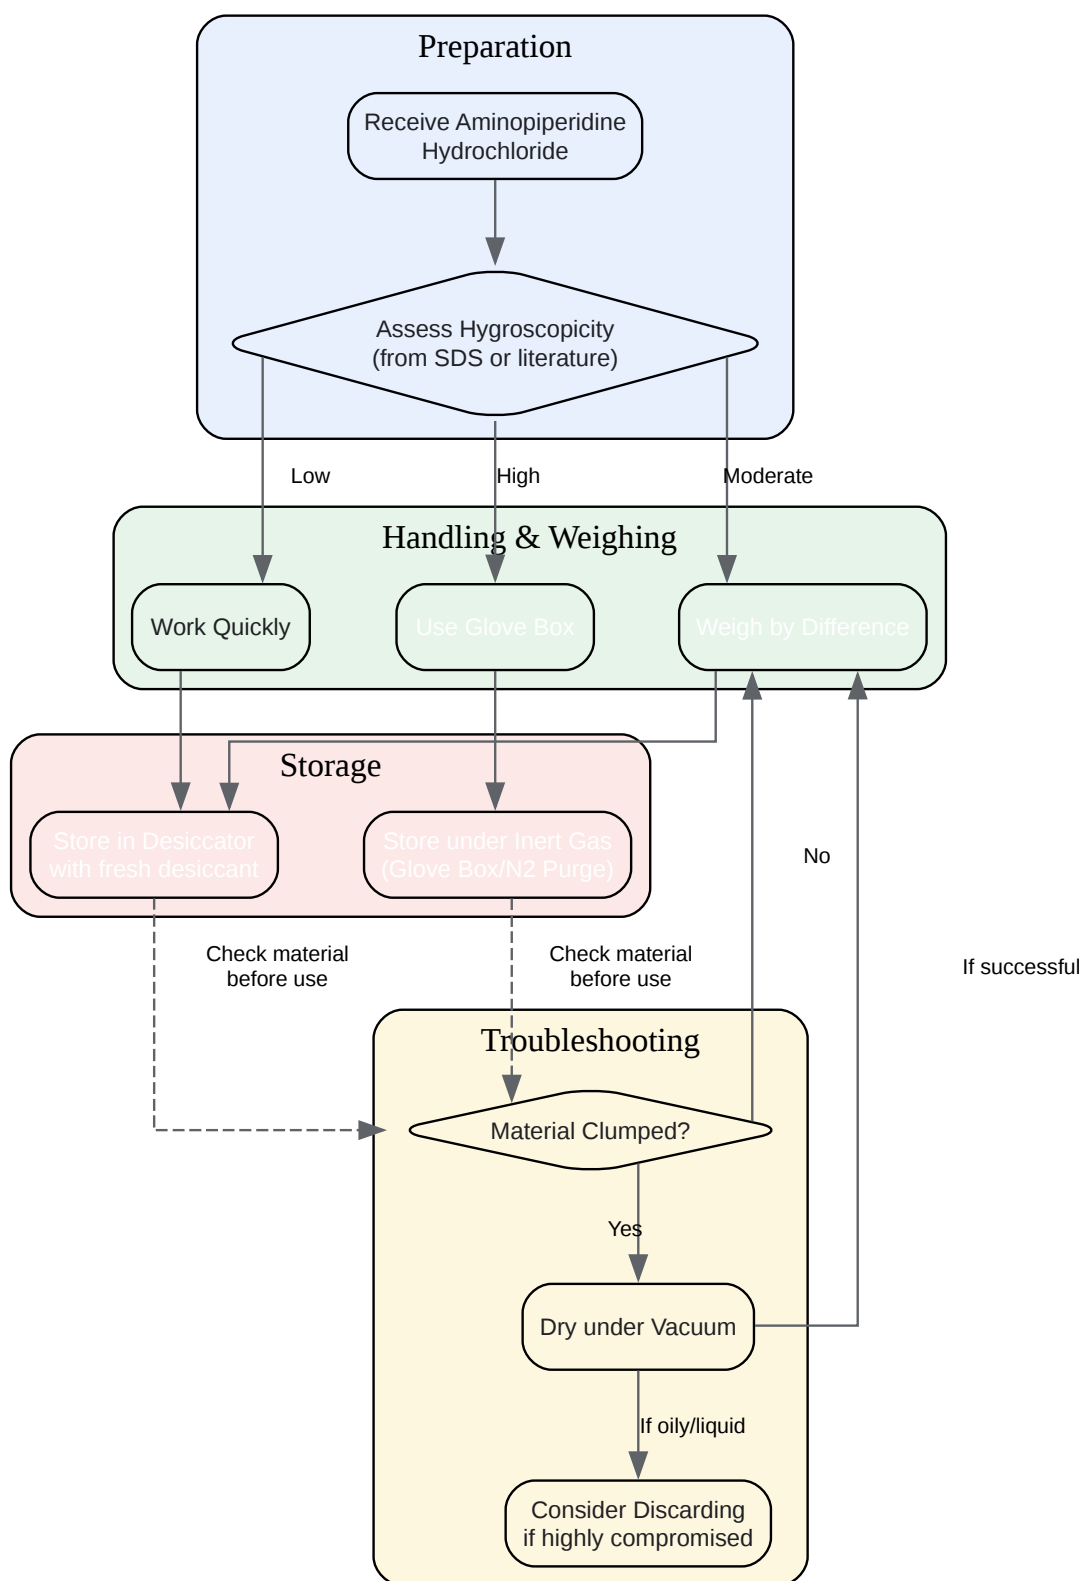 Preparation
Receive Aminopiperidine
Hydrochloride
Assess Hygroscopicity
(from SDS or literature)
Low
High
Moderate
Handling & Weighing
Work Quickly
Use Glove Box
Weigh by Difference
Storage
Store in Desiccator
with fresh desiccant
Store under Inert Gas
(Glove Box/N2 Purge)
No
Check material
before use
Check material
before use
If successful
Troubleshooting
Material Clumped?
Yes
Dry under Vacuum
If oily/liquid
Consider Discarding
if highly compromised